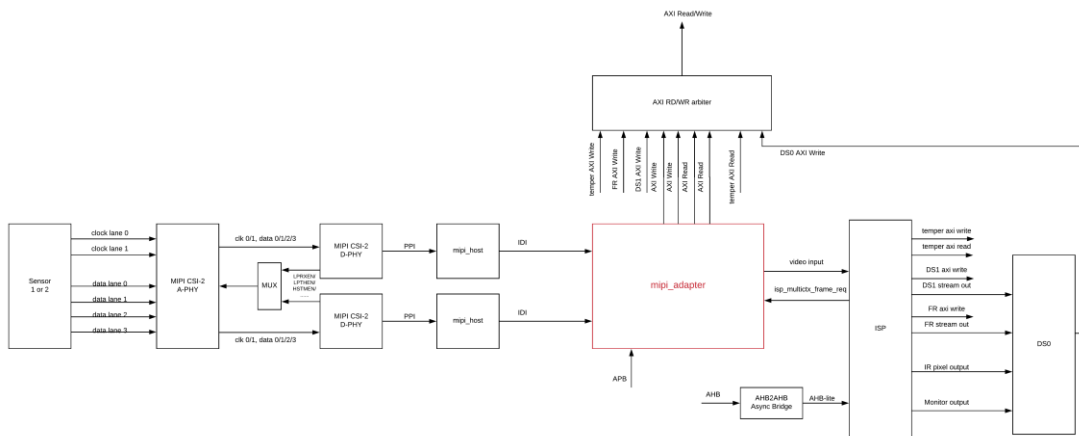 AXI Read/Write
AXI RD/WR arbiter
temper AXI Write
FR AXI Write
DS1 AXI Write
AXI Write
AXI Write
AXI Read
AXI Read
temper AXI Read
DS0 AXI Write
Sensor
1 or 2
clock lane 0
clock lane 1
data lane 0
data lane 1
data lane 2
data lane 3
MIPI CSI-2
A-PHY
clk 0/1, data 0/1/2/3
clk 0/1, data 0/1/2/3
MUX
LPRXEN/
LPTHEN/
HSTMEN/
......
MIPI CSI-2
D-PHY
MIPI CSI-2
D-PHY
PPI
PPI
mipi_host
mipi_host
IDI
IDI
mipi_adapter
APB
video input
isp_multictx_frame_req
AHB
AHB2AHB
Async Bridge
AHB-lite
ISP
temper axi write
temper axi read
DS1 axi write
DS1 stream out
FR axi write
FR stream out
IR pixel output
Monitor output
DS0